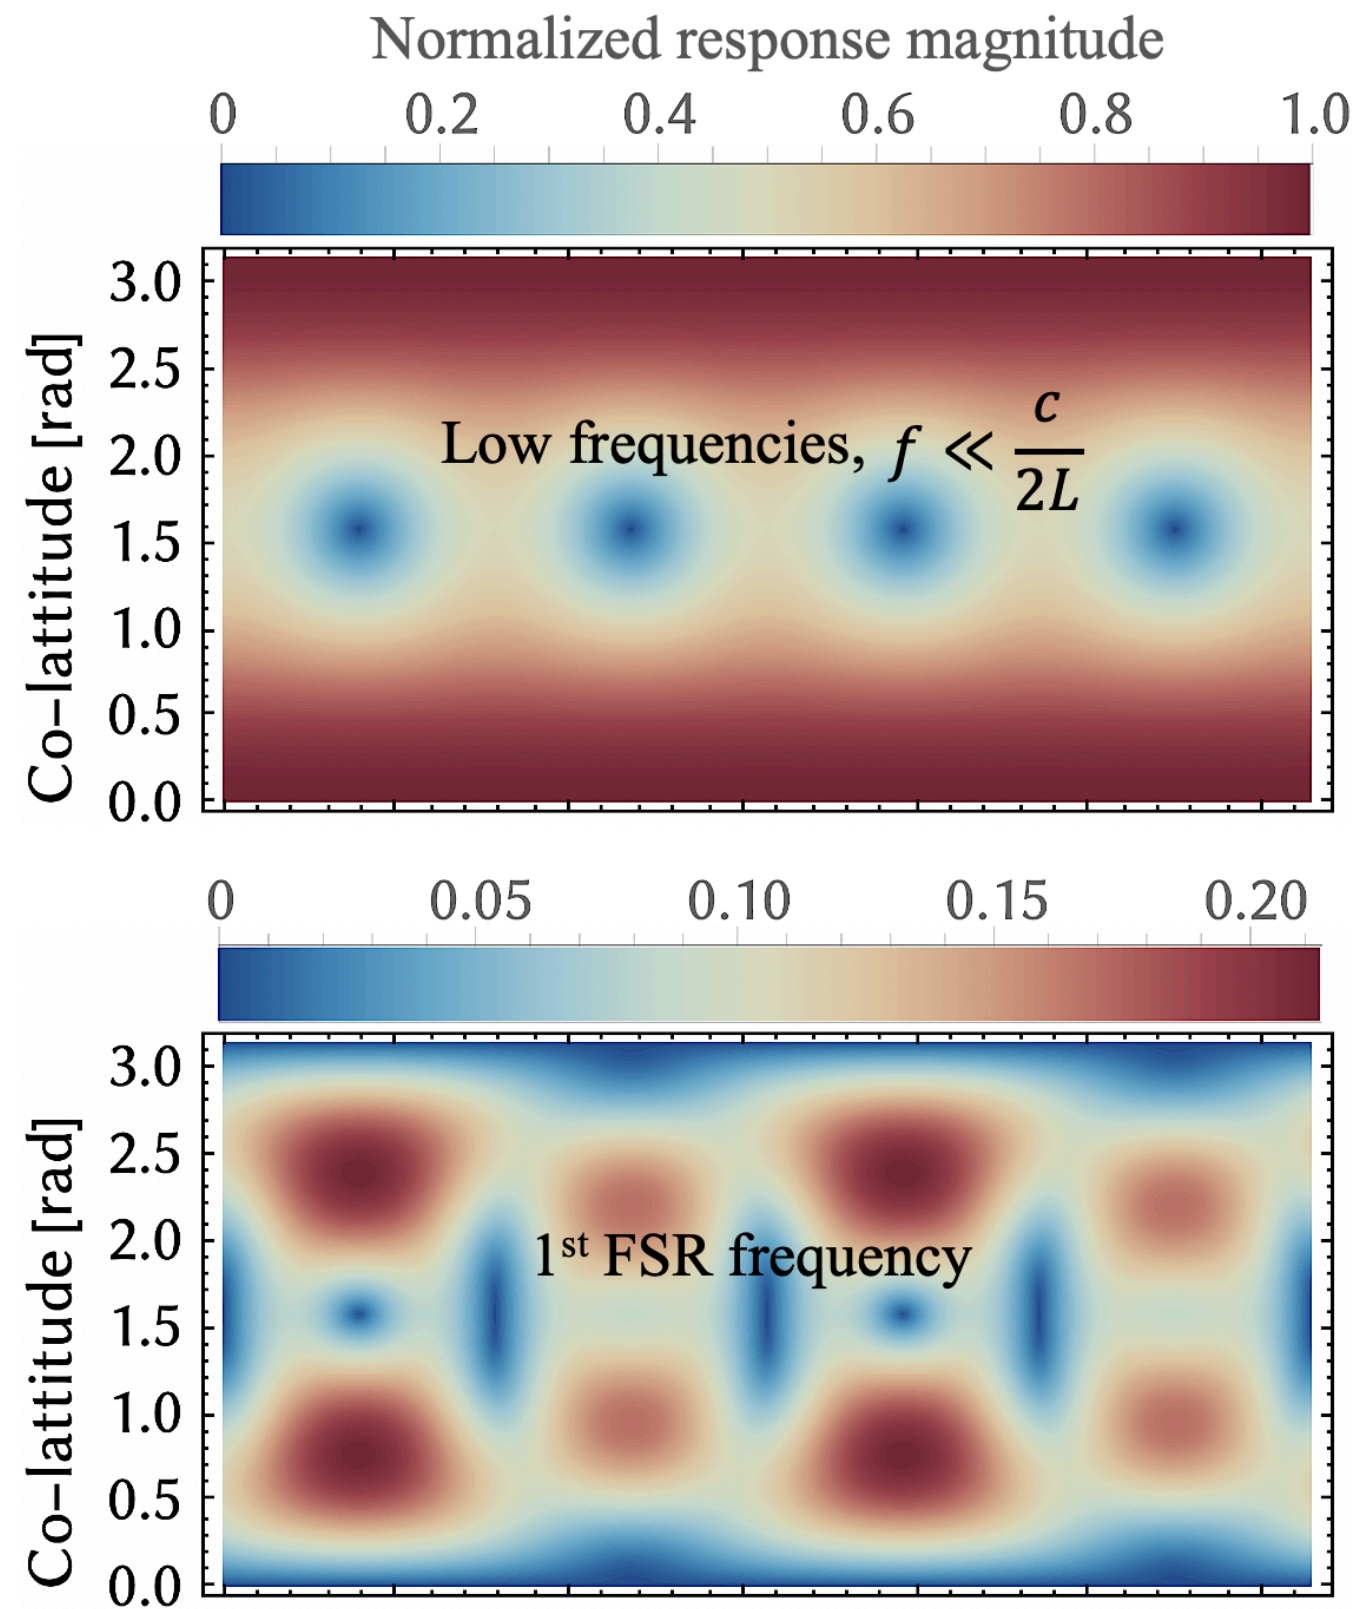 Normalized response magnitude
0 0.2 0.4 0.6 0.8 1.0
Co-lattitude [rad]
3.0
2.5
2.0
1.5
1.0
0.5
0.0
Low frequencies, f ≪ c/2L
0 0.05 0.10 0.15 0.20
Co-lattitude [rad]
3.0
2.5
2.0
1.5
1.0
0.5
0.0
1st FSR frequency